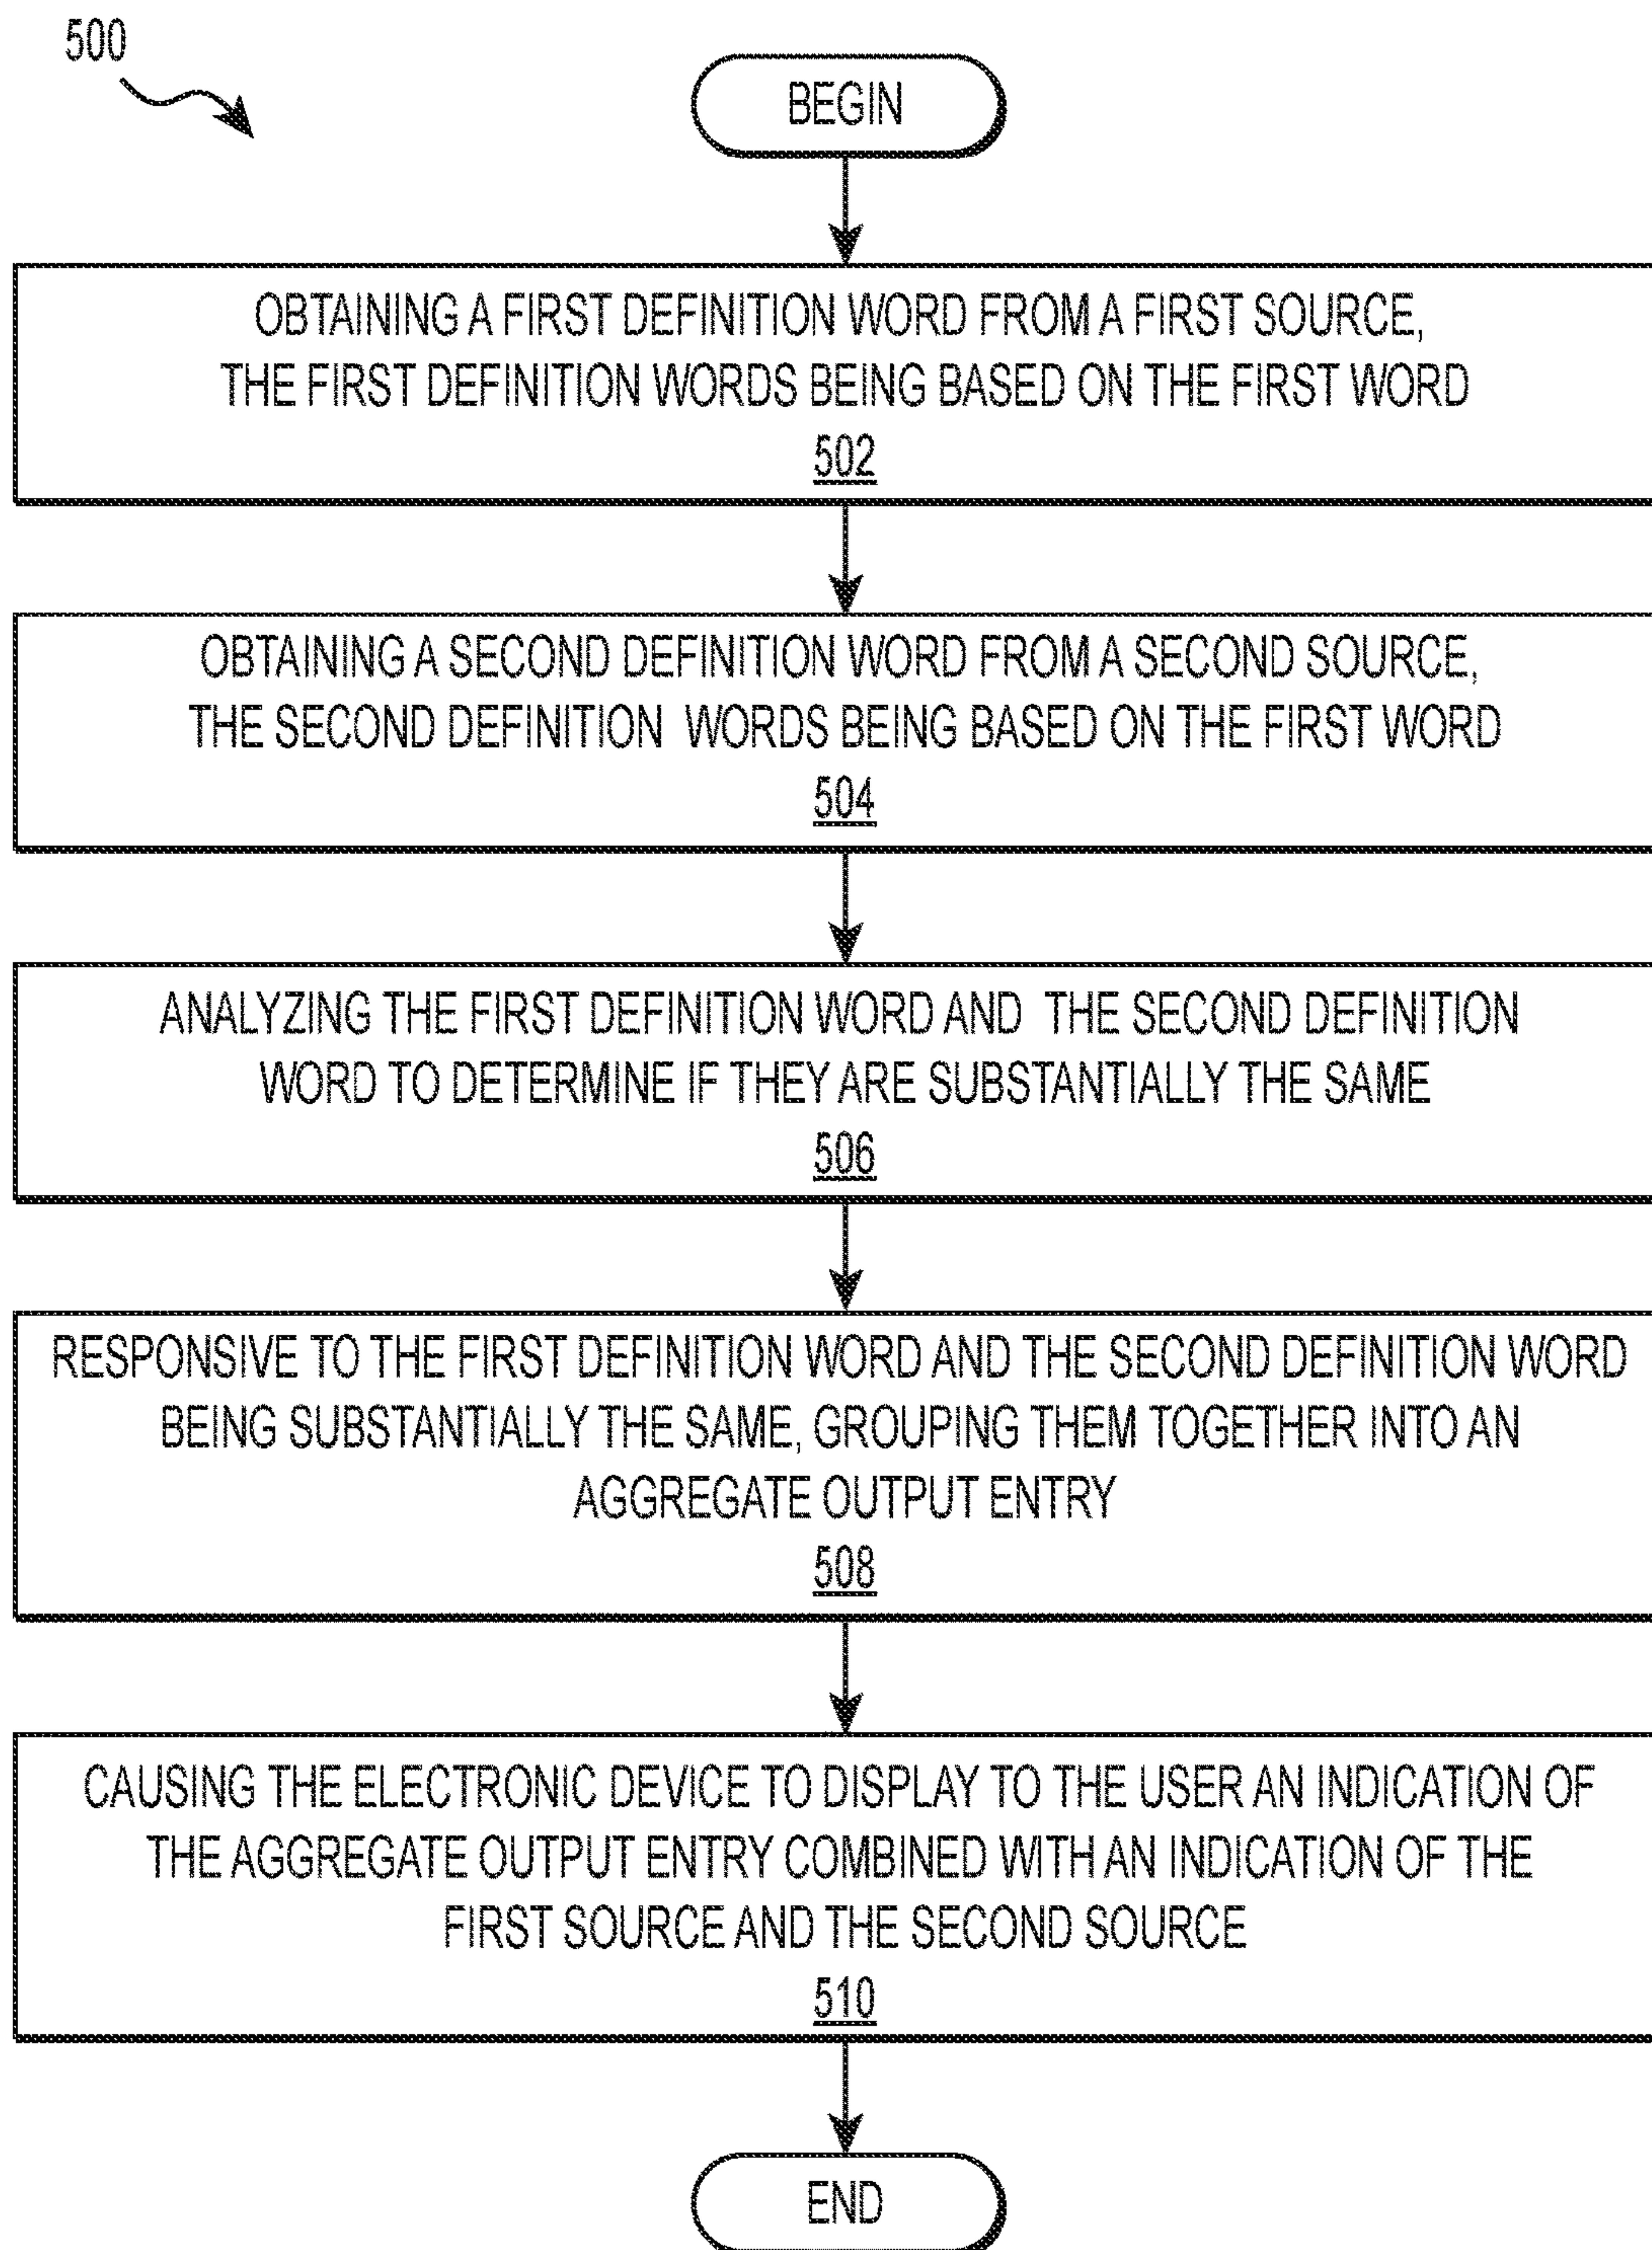 500
BEGIN
OBTAINING A FIRST DEFINITION WORD FROM A FIRST SOURCE,
THE FIRST DEFINITION WORDS BEING BASED ON THE FIRST WORD
502
OBTAINING A SECOND DEFINITION WORD FROM A SECOND SOURCE,
THE SECOND DEFINITION WORDS BEING BASED ON THE FIRST WORD
504
ANALYZING THE FIRST DEFINITION WORD AND THE SECOND DEFINITION
WORD TO DETERMINE IF THEY ARE SUBSTANTIALLY THE SAME
506
RESPONSIVE TO THE FIRST DEFINITION WORD AND THE SECOND DEFINITION WORD
BEING SUBSTANTIALLY THE SAME, GROUPING THEM TOGETHER INTO AN
AGGREGATE OUTPUT ENTRY
508
CAUSING THE ELECTRONIC DEVICE TO DISPLAY TO THE USER AN INDICATION OF
THE AGGREGATE OUTPUT ENTRY COMBINED WITH AN INDICATION OF THE
FIRST SOURCE AND THE SECOND SOURCE
510
END